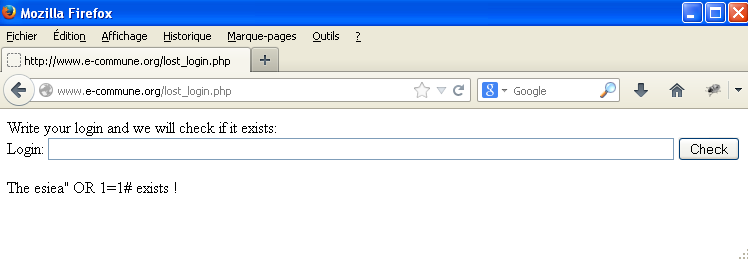 Mozilla Firefox
Fichier Édition Affichage Historique Marque-pages Outils ?
http://www.e-commune.org/lost_login.php
www.e-commune.org/lost_login.php
Google
Write your login and we will check if it exists:
Login: Check
The esiea" OR 1=1# exists !